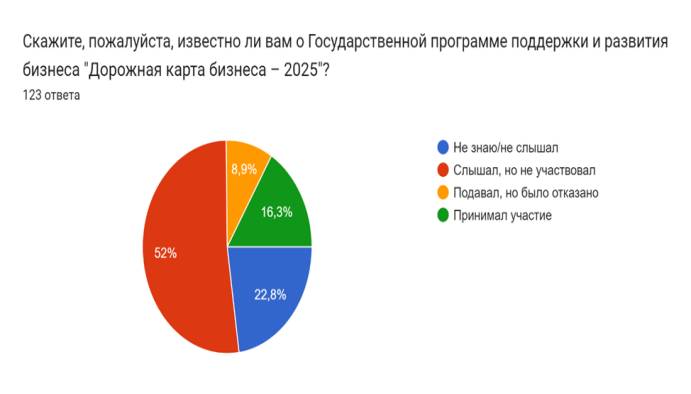 Скажите, пожалуйста, известно ли вам о Государственной программе поддержки и развития
бизнеса "Дорожная карта бизнеса – 2025"?
123 ответа
Не знаю/не слышал
Слышал, но не участвовал
Подавал, но было отказано
Принимал участие
8,9%
16,3%
52%
22,8%